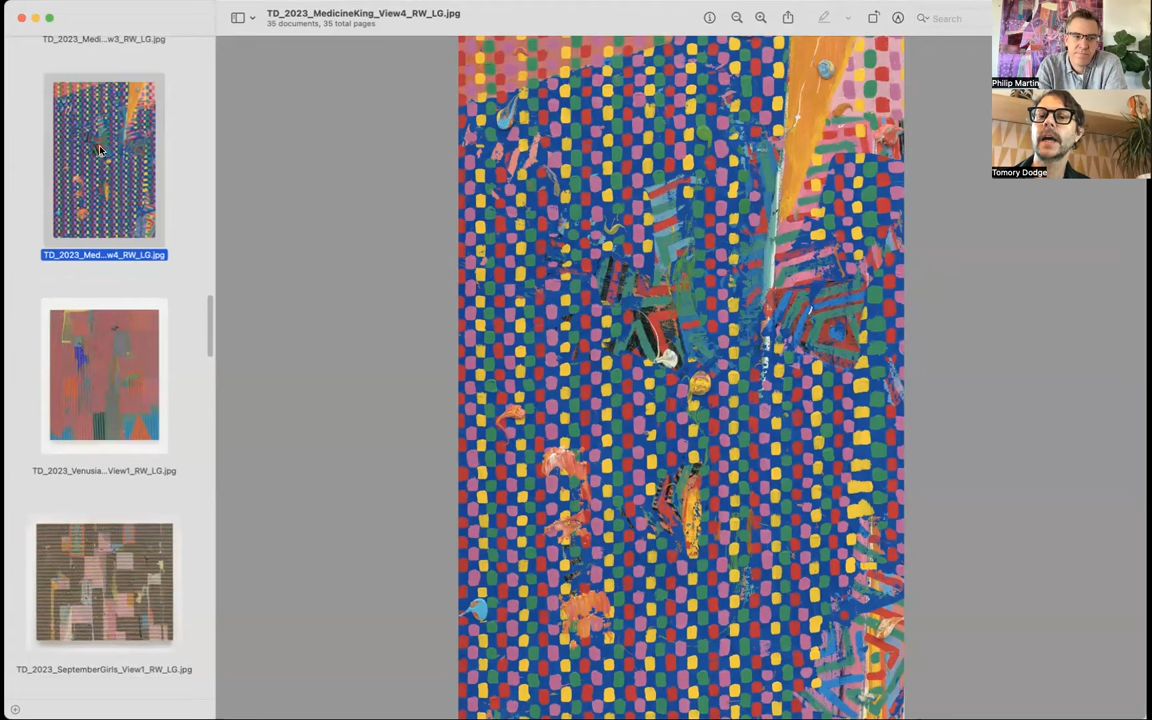 TD_2023_MedicineKing_View4_RW_LG.jpg
35 documents, 35 total pages
Search
TD_2023_Medi...w3_RW_LG.jpg
TD_2023_Med...w4_RW_LG.jpg
TD_2023_Venusia...View1_RW_LG.jpg
TD_2023_SeptemberGirls_View1_RW_LG.jpg
Philip Martin
Tomory Dodge